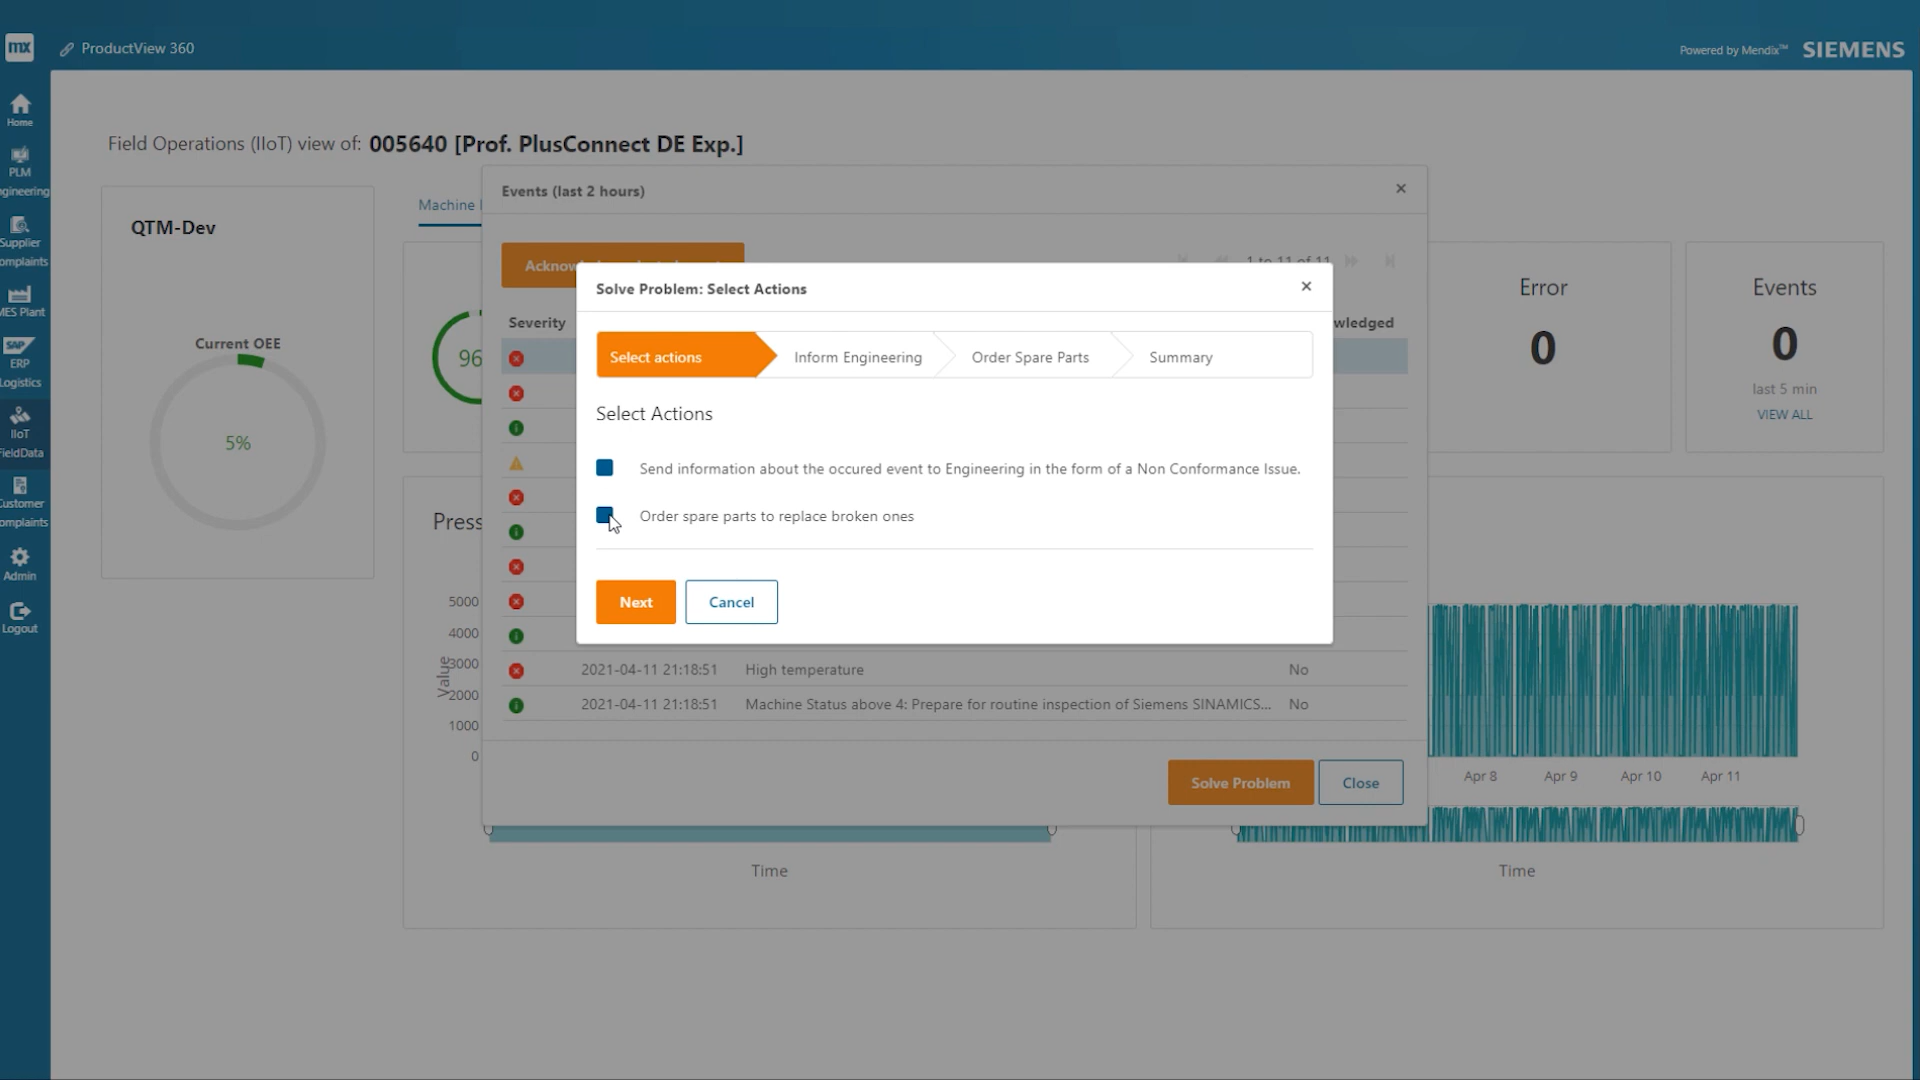 mx
ProductView 360
Powered by Mendix™
SIEMENS
Home
PLM
ngineering
Supplier
omplaints
MES Plant
SAP
ERP
Logistics
IIoT
FieldData
Customer
omplaints
Admin
Logout
Field Operations (IIoT) view of: 005640 [Prof. PlusConnect DE Exp.]
QTM-Dev
Current OEE
5%
Machine
96
Press
Value
5000
4000
3000
2000
1000
0
Time
Events (last 2 hours)
×
Acknow
1 to 11 of 11
Severity
wledged
Solve Problem: Select Actions
×
Select actions
Inform Engineering
Order Spare Parts
Summary
Select Actions
Send information about the occured event to Engineering in the form of a Non Conformance Issue.
Order spare parts to replace broken ones
Next
Cancel
2021-04-11 21:18:51 High temperature No
2021-04-11 21:18:51 Machine Status above 4: Prepare for routine inspection of Siemens SINAMICS... No
Solve Problem
Close
Error
0
Events
0
last 5 min
VIEW ALL
Apr 8
Apr 9
Apr 10
Apr 11
Time